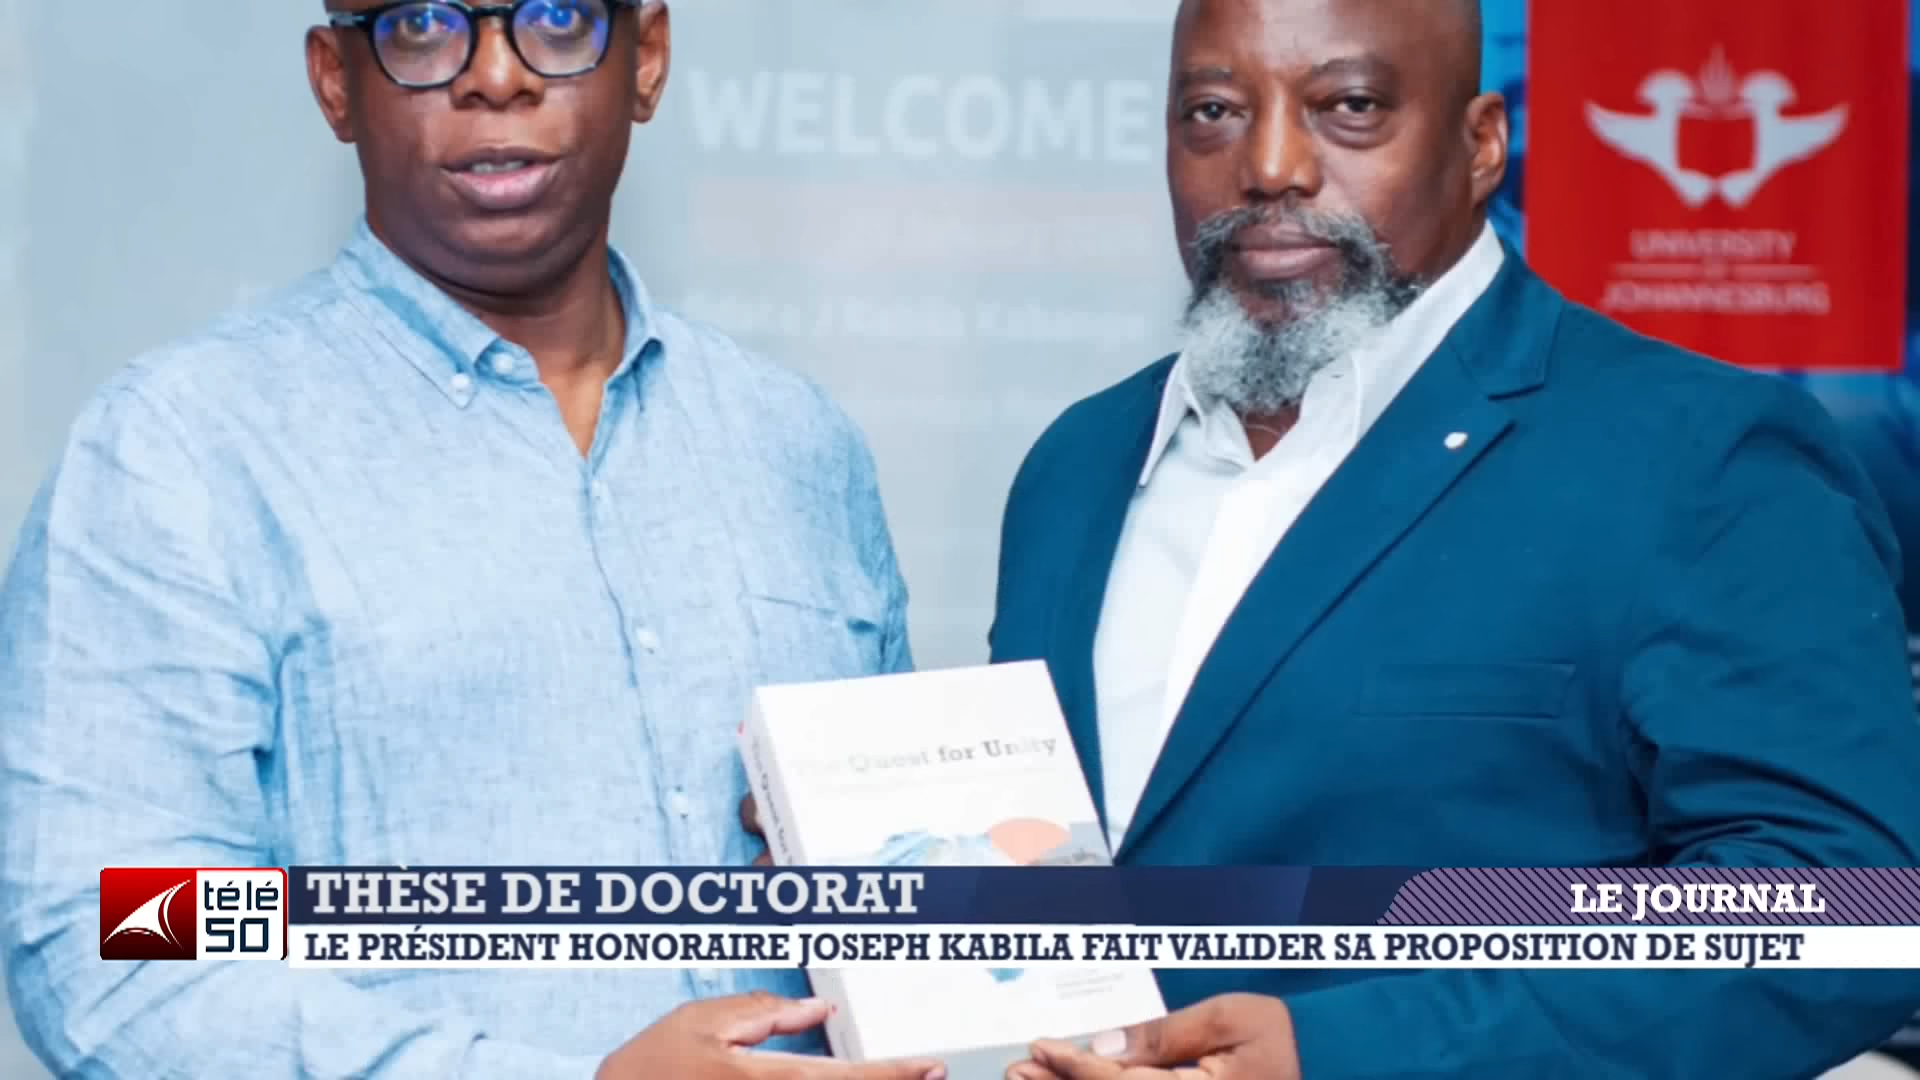 WELCOME
UNIVERSITY
OF
JOHANNESBURG
The Quest for Unity
télé
50
THÈSE DE DOCTORAT
LE JOURNAL
LE PRÉSIDENT HONORAIRE JOSEPH KABILA FAIT VALIDER SA PROPOSITION DE SUJET